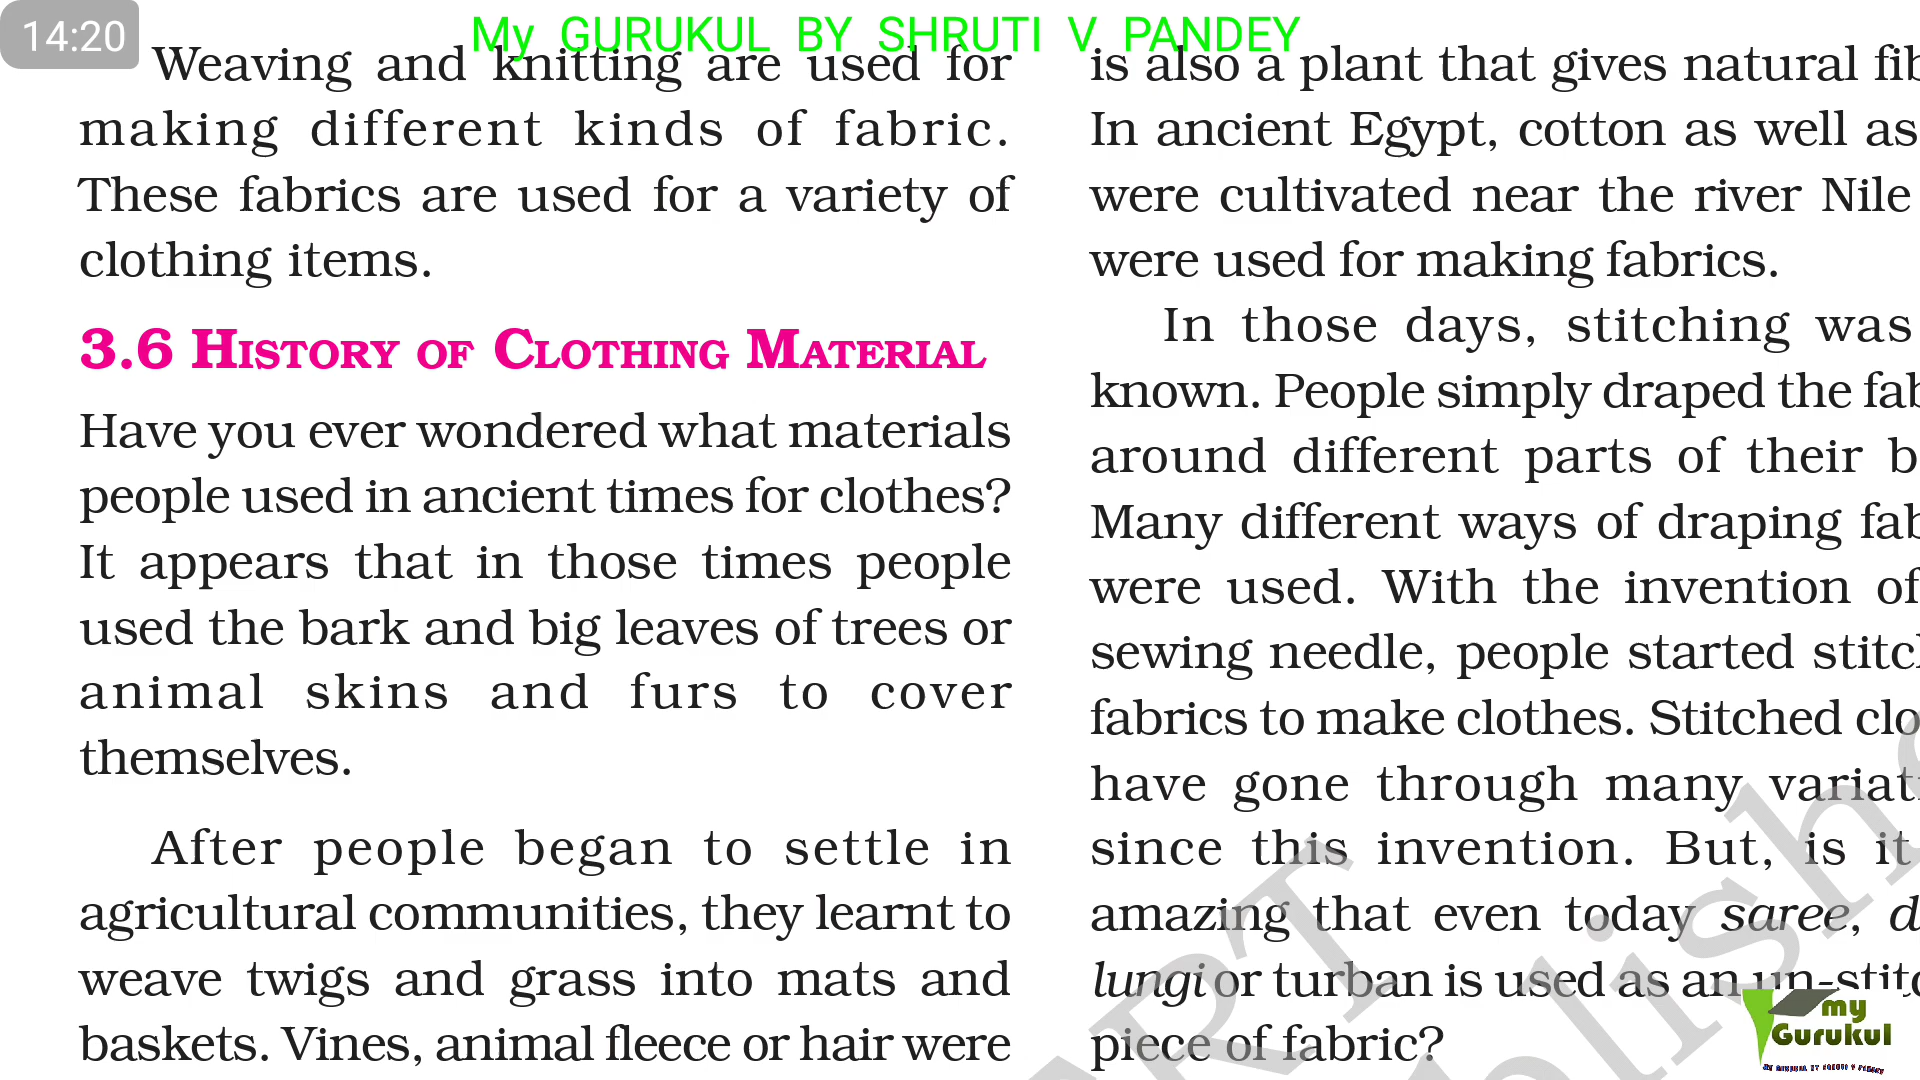 14:20
My GURUKUL BY SHRUTI V PANDEY
Weaving and knitting are used for
making different kinds of fabric.
These fabrics are used for a variety of
clothing items.
3.6 HISTORY OF CLOTHING MATERIAL
Have you ever wondered what materials
people used in ancient times for clothes?
It appears that in those times people
used the bark and big leaves of trees or
animal skins and furs to cover
themselves.
After people began to settle in
agricultural communities, they learnt to
weave twigs and grass into mats and
baskets. Vines, animal fleece or hair were
is also a plant that gives natural fib
In ancient Egypt, cotton as well as
were cultivated near the river Nile
were used for making fabrics.
In those days, stitching was
known. People simply draped the fab
around different parts of their b
Many different ways of draping fab
were used. With the invention of
sewing needle, people started stitc
fabrics to make clothes. Stitched clo
have gone through many variati
since this invention. But, is it
amazing that even today saree, d
lungi or turban is used as an un-stitc
piece of fabric?
my
Gurukul